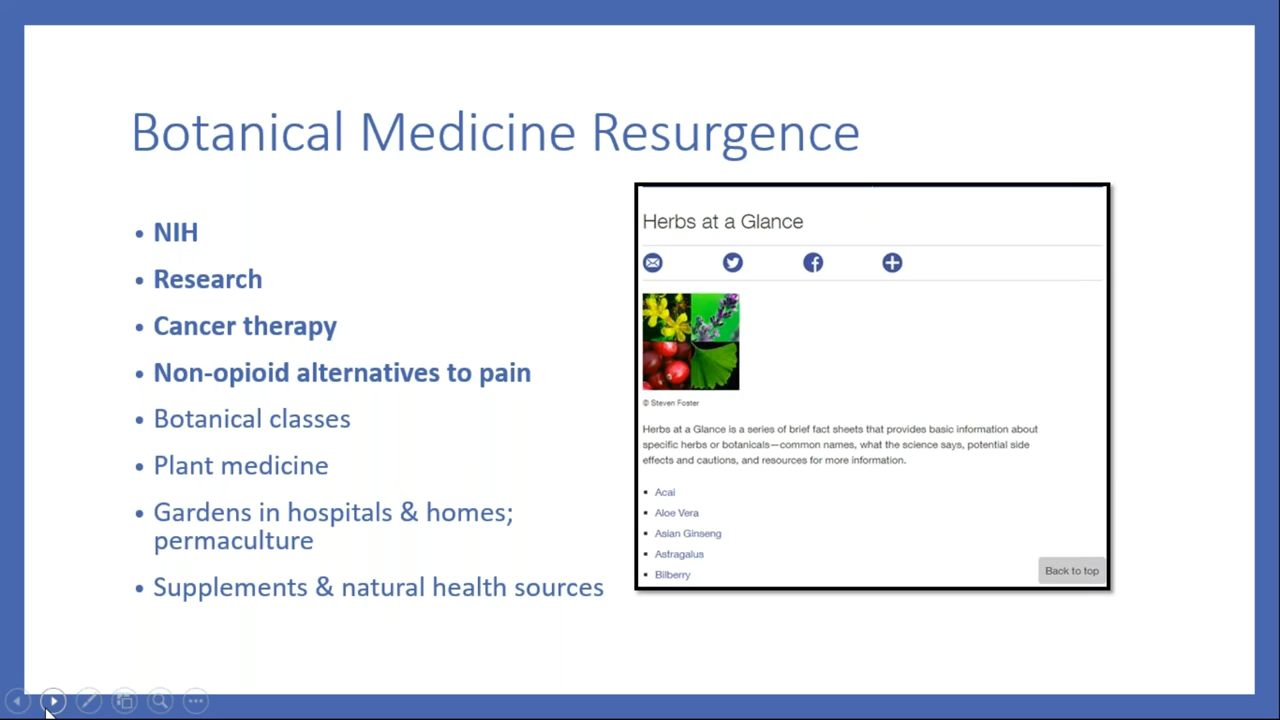 Botanical Medicine Resurgence
• NIH
• Research
• Cancer therapy
• Non-opioid alternatives to pain
• Botanical classes
• Plant medicine
• Gardens in hospitals & homes;
permaculture
• Supplements & natural health sources
Herbs at a Glance
© Steven Foster
Herbs at a Glance is a series of brief fact sheets that provides basic information about
specific herbs or botanicals—common names, what the science says, potential side
effects and cautions, and resources for more information.
▪ Acai
▪ Aloe Vera
▪ Asian Ginseng
▪ Astragalus
▪ Bilberry
Back to top